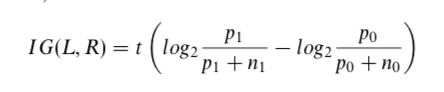 IG(L, R) = t ( log₂ p₁ / (p₁ + n₁) − log₂ p₀ / (p₀ + n₀) )